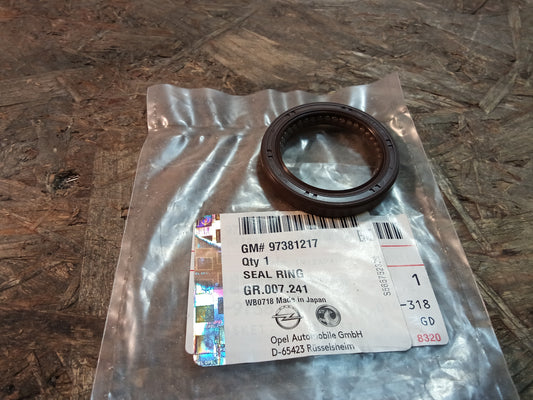 GM# 97381217
Qty 1
SEAL RING
GR.007.241
WB0718 Made in Japan
Opel Automobile GmbH
D-65423 Rüsselsheim
1
-318
GD
8320